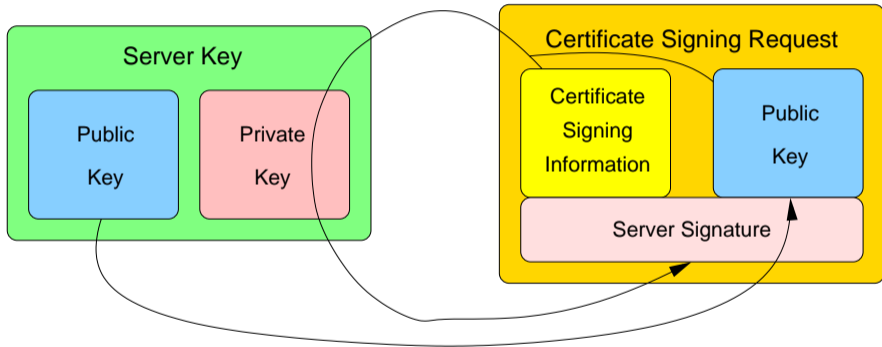 Server Key
Public
Key
Private
Key
Certificate Signing Request
Certificate
Signing
Information
Public
Key
Server Signature